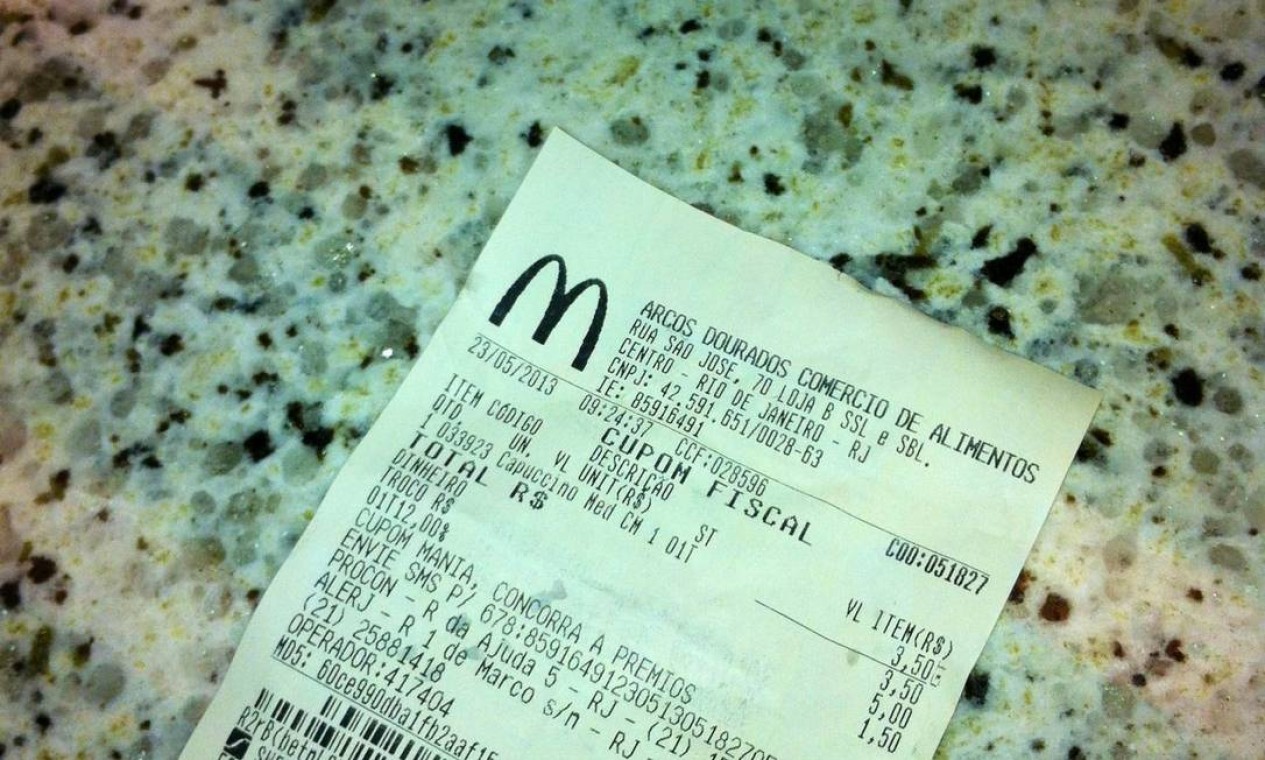 ARCOS DOURADOS COMERCIO DE ALIMENTOS
RUA SAO JOSE, 70 LOJA B SSL e SBL.
CENTRO - RIO DE JANEIRO - RJ
CNPJ: 42.591.651/0028-63
IE: 85916491
23/05/2013 09:24:37 CCF:028596 COO:051827
CUPOM FISCAL
ITEM CÓDIGO DESCRIÇÃO
QTD. UN. VL UNIT(R$) ST VL ITEM(R$)
1 033923 Capuccino Med CM 1 01T 3,50
TOTAL R$ 3,50
DINHEIRO 5,00
TROCO R$ 1,50
01T12,00%
CUPOM MANIA, CONCORRA A PREMIOS
ENVIE SMS P/ 678:859164912305130518270
PROCON - R da Ajuda 5 - RJ - (21)
ALERJ - R 1 de Marco s/n - RJ
(21) 25881418
OPERADOR:417404
MD5: 60ce990dba1fb2aaf15